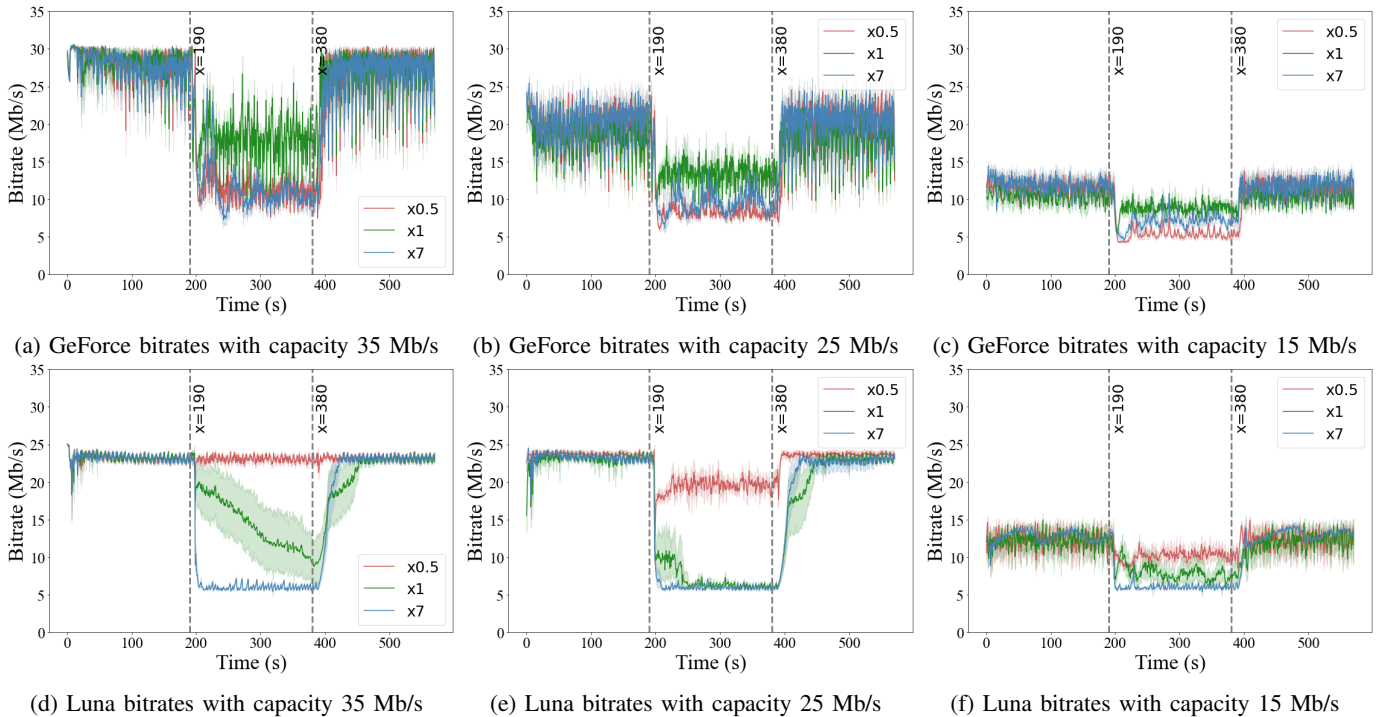 35
30
25
20
15
10
5
0
Bitrate (Mb/s)
x=190
x=380
x0.5
x1
x7
0 100 200 300 400 500
Time (s)
(a) GeForce bitrates with capacity 35 Mb/s
35
30
25
20
15
10
5
0
Bitrate (Mb/s)
x=190
x=380
x0.5
x1
x7
0 100 200 300 400 500
Time (s)
(b) GeForce bitrates with capacity 25 Mb/s
35
30
25
20
15
10
5
0
Bitrate (Mb/s)
x=190
x=380
x0.5
x1
x7
0 100 200 300 400 500
Time (s)
(c) GeForce bitrates with capacity 15 Mb/s
35
30
25
20
15
10
5
0
Bitrate (Mb/s)
x=190
x=380
x0.5
x1
x7
0 100 200 300 400 500
Time (s)
(d) Luna bitrates with capacity 35 Mb/s
35
30
25
20
15
10
5
0
Bitrate (Mb/s)
x=190
x=380
x0.5
x1
x7
0 100 200 300 400 500
Time (s)
(e) Luna bitrates with capacity 25 Mb/s
35
30
25
20
15
10
5
0
Bitrate (Mb/s)
x=190
x=380
x0.5
x1
x7
0 100 200 300 400 500
Time (s)
(f) Luna bitrates with capacity 15 Mb/s